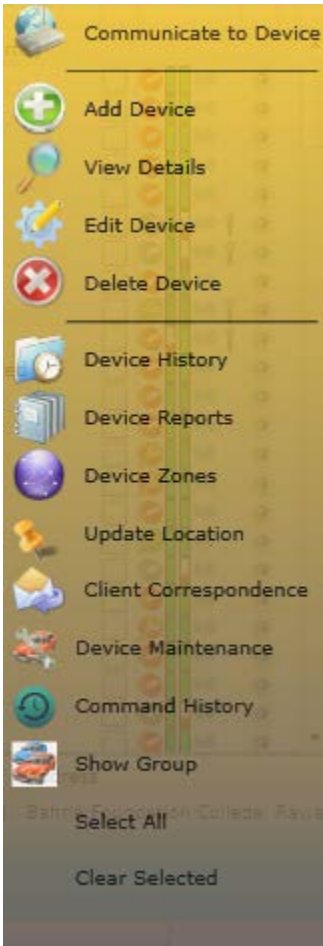 Communicate to Device
Add Device
View Details
Edit Device
Delete Device
Device History
Device Reports
Device Zones
Update Location
Client Correspondence
Device Maintenance
Command History
Show Group
Select All
Clear Selected